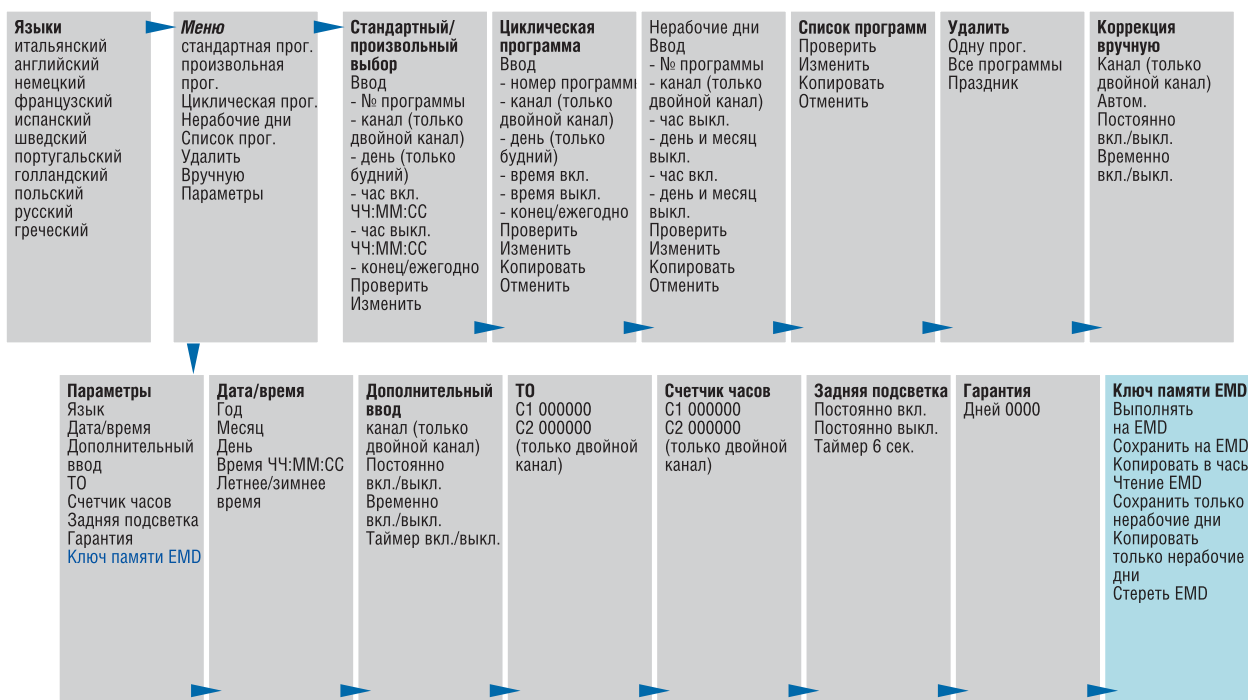 Языки
итальянский
английский
немецкий
французский
испанский
шведский
португальский
голландский
польский
русский
греческий
Меню
стандартная прог.
произвольная
прог.
Циклическая прог.
Нерабочие дни
Список прог.
Удалить
Вручную
Параметры
Стандартный/
произвольный
выбор
Ввод
- № программы
- канал (только
двойной канал)
- день (только
будний)
- час вкл.
ЧЧ:ММ:СС
- час выкл.
ЧЧ:ММ:СС
- конец/ежегодно
Проверить
Изменить
Циклическая
программа
Ввод
- номер программы
- канал (только
двойной канал)
- день (только
будний)
- время вкл.
- время выкл.
- конец/ежегодно
Проверить
Изменить
Копировать
Отменить
Нерабочие дни
Ввод
- № программы
- канал (только
двойной канал)
- час выкл.
- день и месяц
выкл.
- час вкл.
- день и месяц
выкл.
Проверить
Изменить
Копировать
Отменить
Список программ
Проверить
Изменить
Копировать
Отменить
Удалить
Одну прог.
Все программы
Праздник
Коррекция
вручную
Канал (только
двойной канал)
Автом.
Постоянно
вкл./выкл.
Временно
вкл./выкл.
Параметры
Язык
Дата/время
Дополнительный
ввод
ТО
Счетчик часов
Задняя подсветка
Гарантия
Ключ памяти EMD
Дата/время
Год
Месяц
День
Время ЧЧ:ММ:СС
Летнее/зимнее
время
Дополнительный
ввод
канал (только
двойной канал)
Постоянно
вкл./выкл.
Временно
вкл./выкл.
Таймер вкл./выкл.
ТО
C1 000000
C2 000000
(только двойной
канал)
Счетчик часов
C1 000000
C2 000000
(только двойной
канал)
Задняя подсветка
Постоянно вкл.
Постоянно выкл.
Таймер 6 сек.
Гарантия
Дней 0000
Ключ памяти EMD
Выполнять
на EMD
Сохранить на EMD
Копировать в часы
Чтение EMD
Сохранить только
нерабочие дни
Копировать
только нерабочие
дни
Стереть EMD